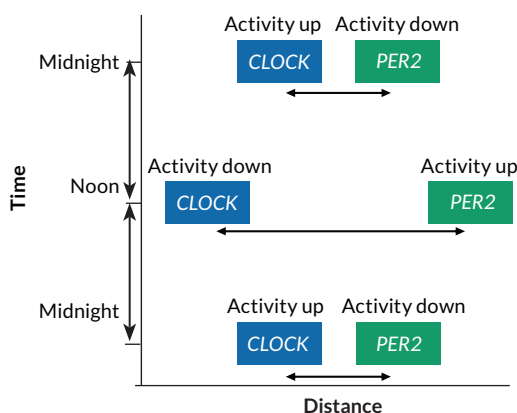 Activity up Activity down
Midnight CLOCK PER2
Activity down Activity up
Noon CLOCK PER2
Time
Activity up Activity down
Midnight CLOCK PER2
Distance